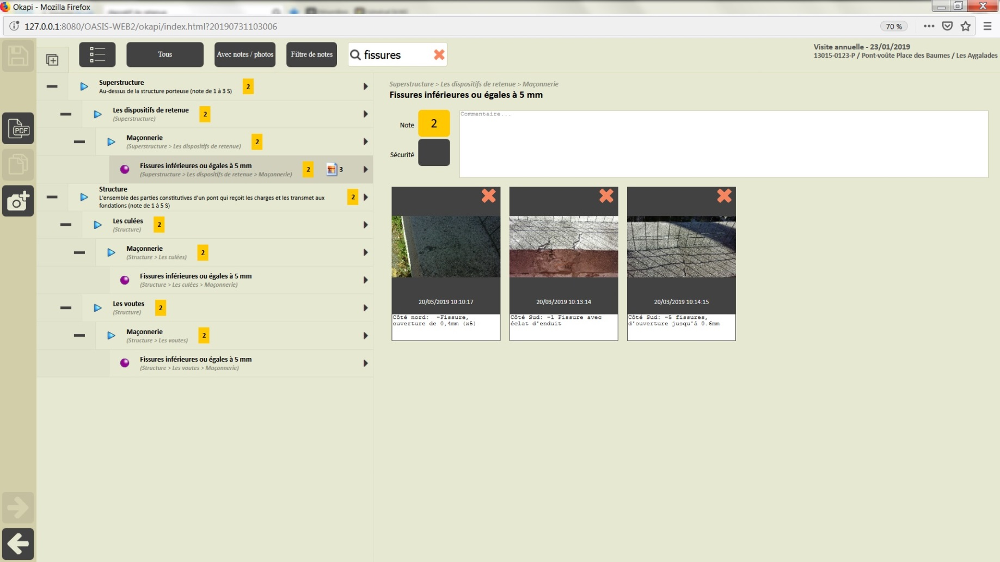 Okapi - Mozilla Firefox
127.0.0.1:8080/OASIS-WEB2/okapi/index.html?20190731103006
70 %
Tous
Avec notes / photos
Filtre de notes
fissures
Visite annuelle - 23/01/2019
13015-0123-P / Pont-voûte Place des Baumes / Les Aygalades
Superstructure
Au-dessus de la structure porteuse (note de 1 à 3 S)
2
Les dispositifs de retenue
(Superstructure)
2
Maçonnerie
(Superstructure > Les dispositifs de retenue)
2
Fissures inférieures ou égales à 5 mm
(Superstructure > Les dispositifs de retenue > Maçonnerie)
2
3
Structure
L'ensemble des parties constitutives d'un pont qui reçoit les charges et les transmet aux
fondations (note de 1 à 5 S)
2
Les culées
(Structure)
2
Maçonnerie
(Structure > Les culées)
2
Fissures inférieures ou égales à 5 mm
(Structure > Les culées > Maçonnerie)
Les voutes
(Structure)
2
Maçonnerie
(Structure > Les voutes)
2
Fissures inférieures ou égales à 5 mm
(Structure > Les voutes > Maçonnerie)
PDF
Superstructure > Les dispositifs de retenue > Maçonnerie
Fissures inférieures ou égales à 5 mm
Note
2
Sécurité
Commentaire...
20/03/2019 10:10:17
Côté nord:  -Fissure,
ouverture de 0,4mm (x5)
20/03/2019 10:13:14
Côté Sud: -1 Fissure avec
éclat d'enduit
20/03/2019 10:14:15
Côté Sud: -5 fissures,
d'ouverture jusqu'à 0.6mm